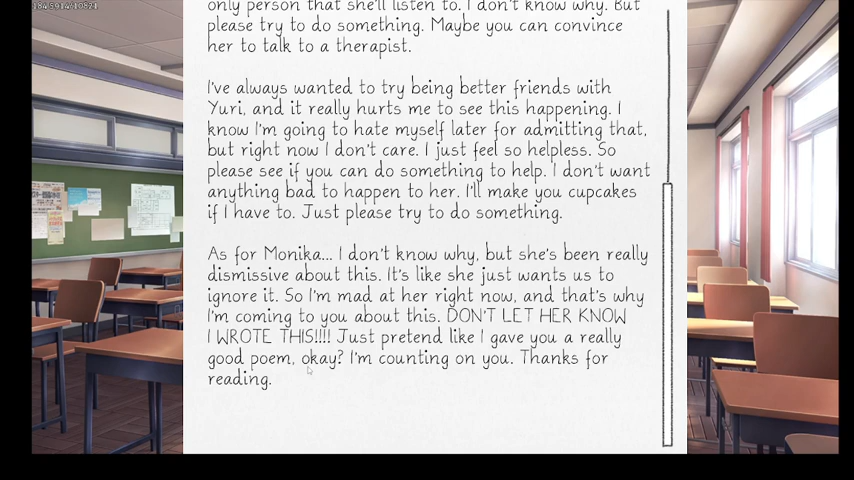 184.5914/10821
only person that she'll listen to. I don't know why. But
please try to do something. Maybe you can convince
her to talk to a therapist.
I've always wanted to try being better friends with
Yuri, and it really hurts me to see this happening. I
know I'm going to hate myself later for admitting that,
but right now I don't care. I just feel so helpless. So
please see if you can do something to help. I don't want
anything bad to happen to her. I'll make you cupcakes
if I have to. Just please try to do something.
As for Monika... I don't know why, but she's been really
dismissive about this. It's like she just wants us to
ignore it. So I'm mad at her right now, and that's why
I'm coming to you about this. DON'T LET HER KNOW
I WROTE THIS!!!! Just pretend like I gave you a really
good poem, okay? I'm counting on you. Thanks for
reading.